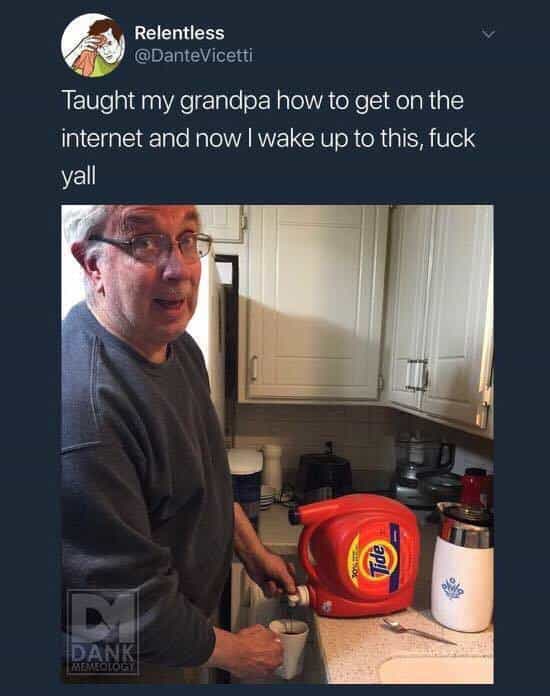 Relentless
@DanteVicetti
Taught my grandpa how to get on the
internet and now I wake up to this, fuck
yall
Tide
DM
DANK
MEMEOLOGY